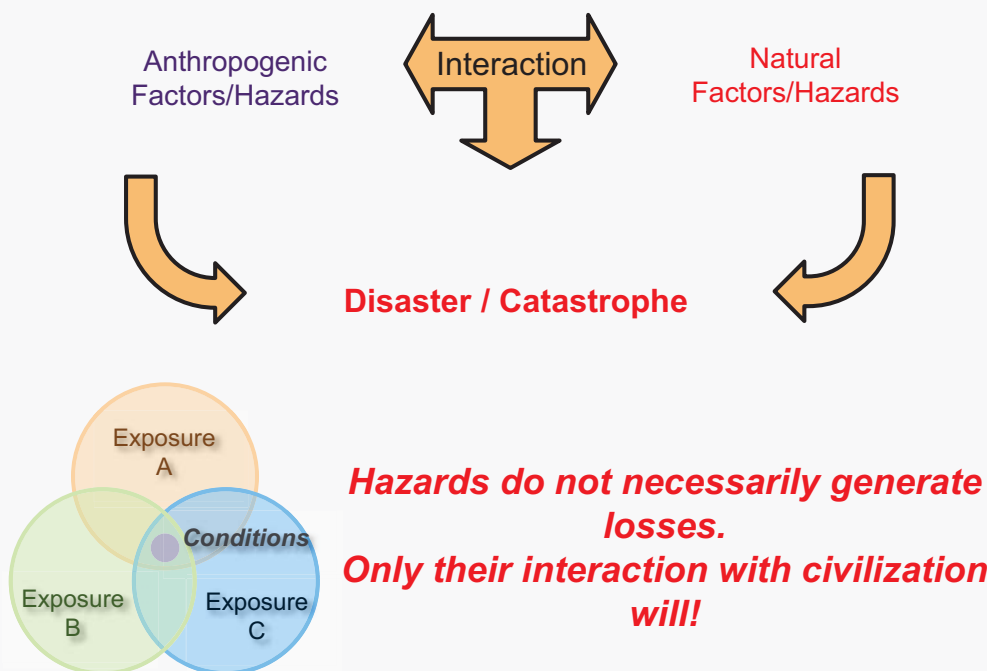 Anthropogenic
Factors/Hazards
Interaction
Natural
Factors/Hazards
Disaster / Catastrophe
Exposure
A
Conditions
Exposure
B
Exposure
C
Hazards do not necessarily generate
losses.
Only their interaction with civilization
will!